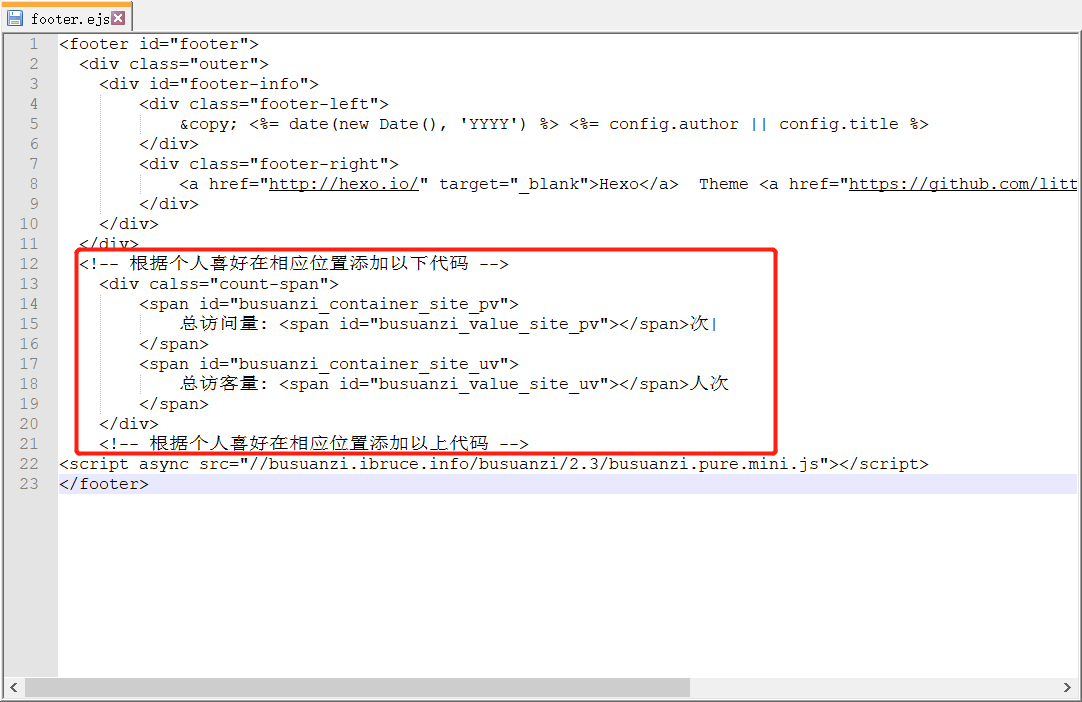 footer.ejs
1 <footer id="footer">
2 <div class="outer">
3 <div id="footer-info">
4 <div class="footer-left">
5 &copy; <%= date(new Date(), 'YYYY') %> <%= config.author || config.title %>
6 </div>
7 <div class="footer-right">
8 <a href="http://hexo.io/" target="_blank">Hexo</a>  Theme <a href="https://github.com/litt
9 </div>
10 </div>
11 </div>
12 <!-- 根据个人喜好在相应位置添加以下代码 -->
13 <div calss="count-span">
14 <span id="busuanzi_container_site_pv">
15 总访问量: <span id="busuanzi_value_site_pv"></span>次|
16 </span>
17 <span id="busuanzi_container_site_uv">
18 总访客量: <span id="busuanzi_value_site_uv"></span>人次
19 </span>
20 </div>
21 <!-- 根据个人喜好在相应位置添加以上代码 -->
22 <script async src="//busuanzi.ibruce.info/busuanzi/2.3/busuanzi.pure.mini.js"></script>
23 </footer>